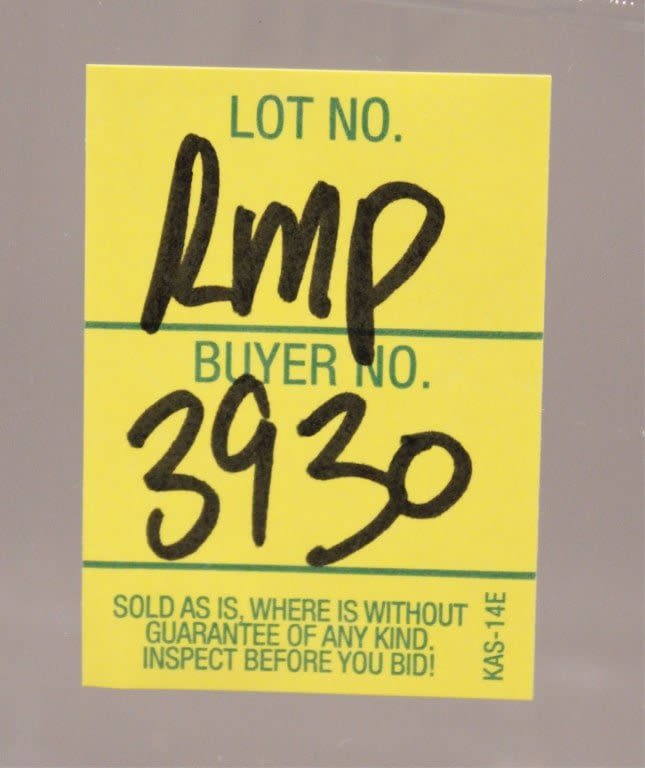 LOT NO.
RMP
BUYER NO.
3930
SOLD AS IS, WHERE IS WITHOUT
GUARANTEE OF ANY KIND.
INSPECT BEFORE YOU BID!
KAS-14E